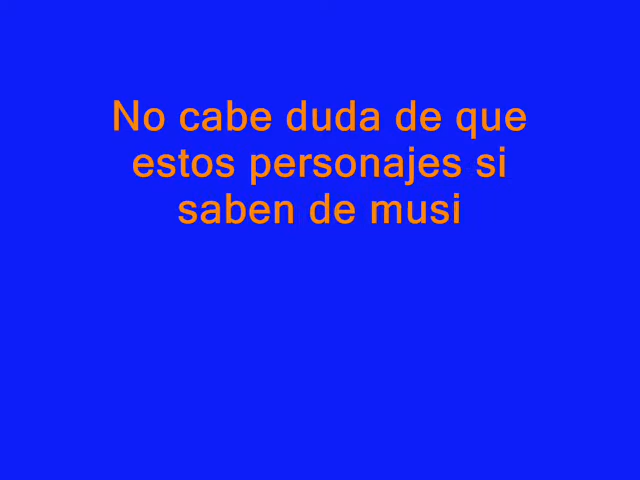 No cabe duda de que
estos personajes si
saben de musi